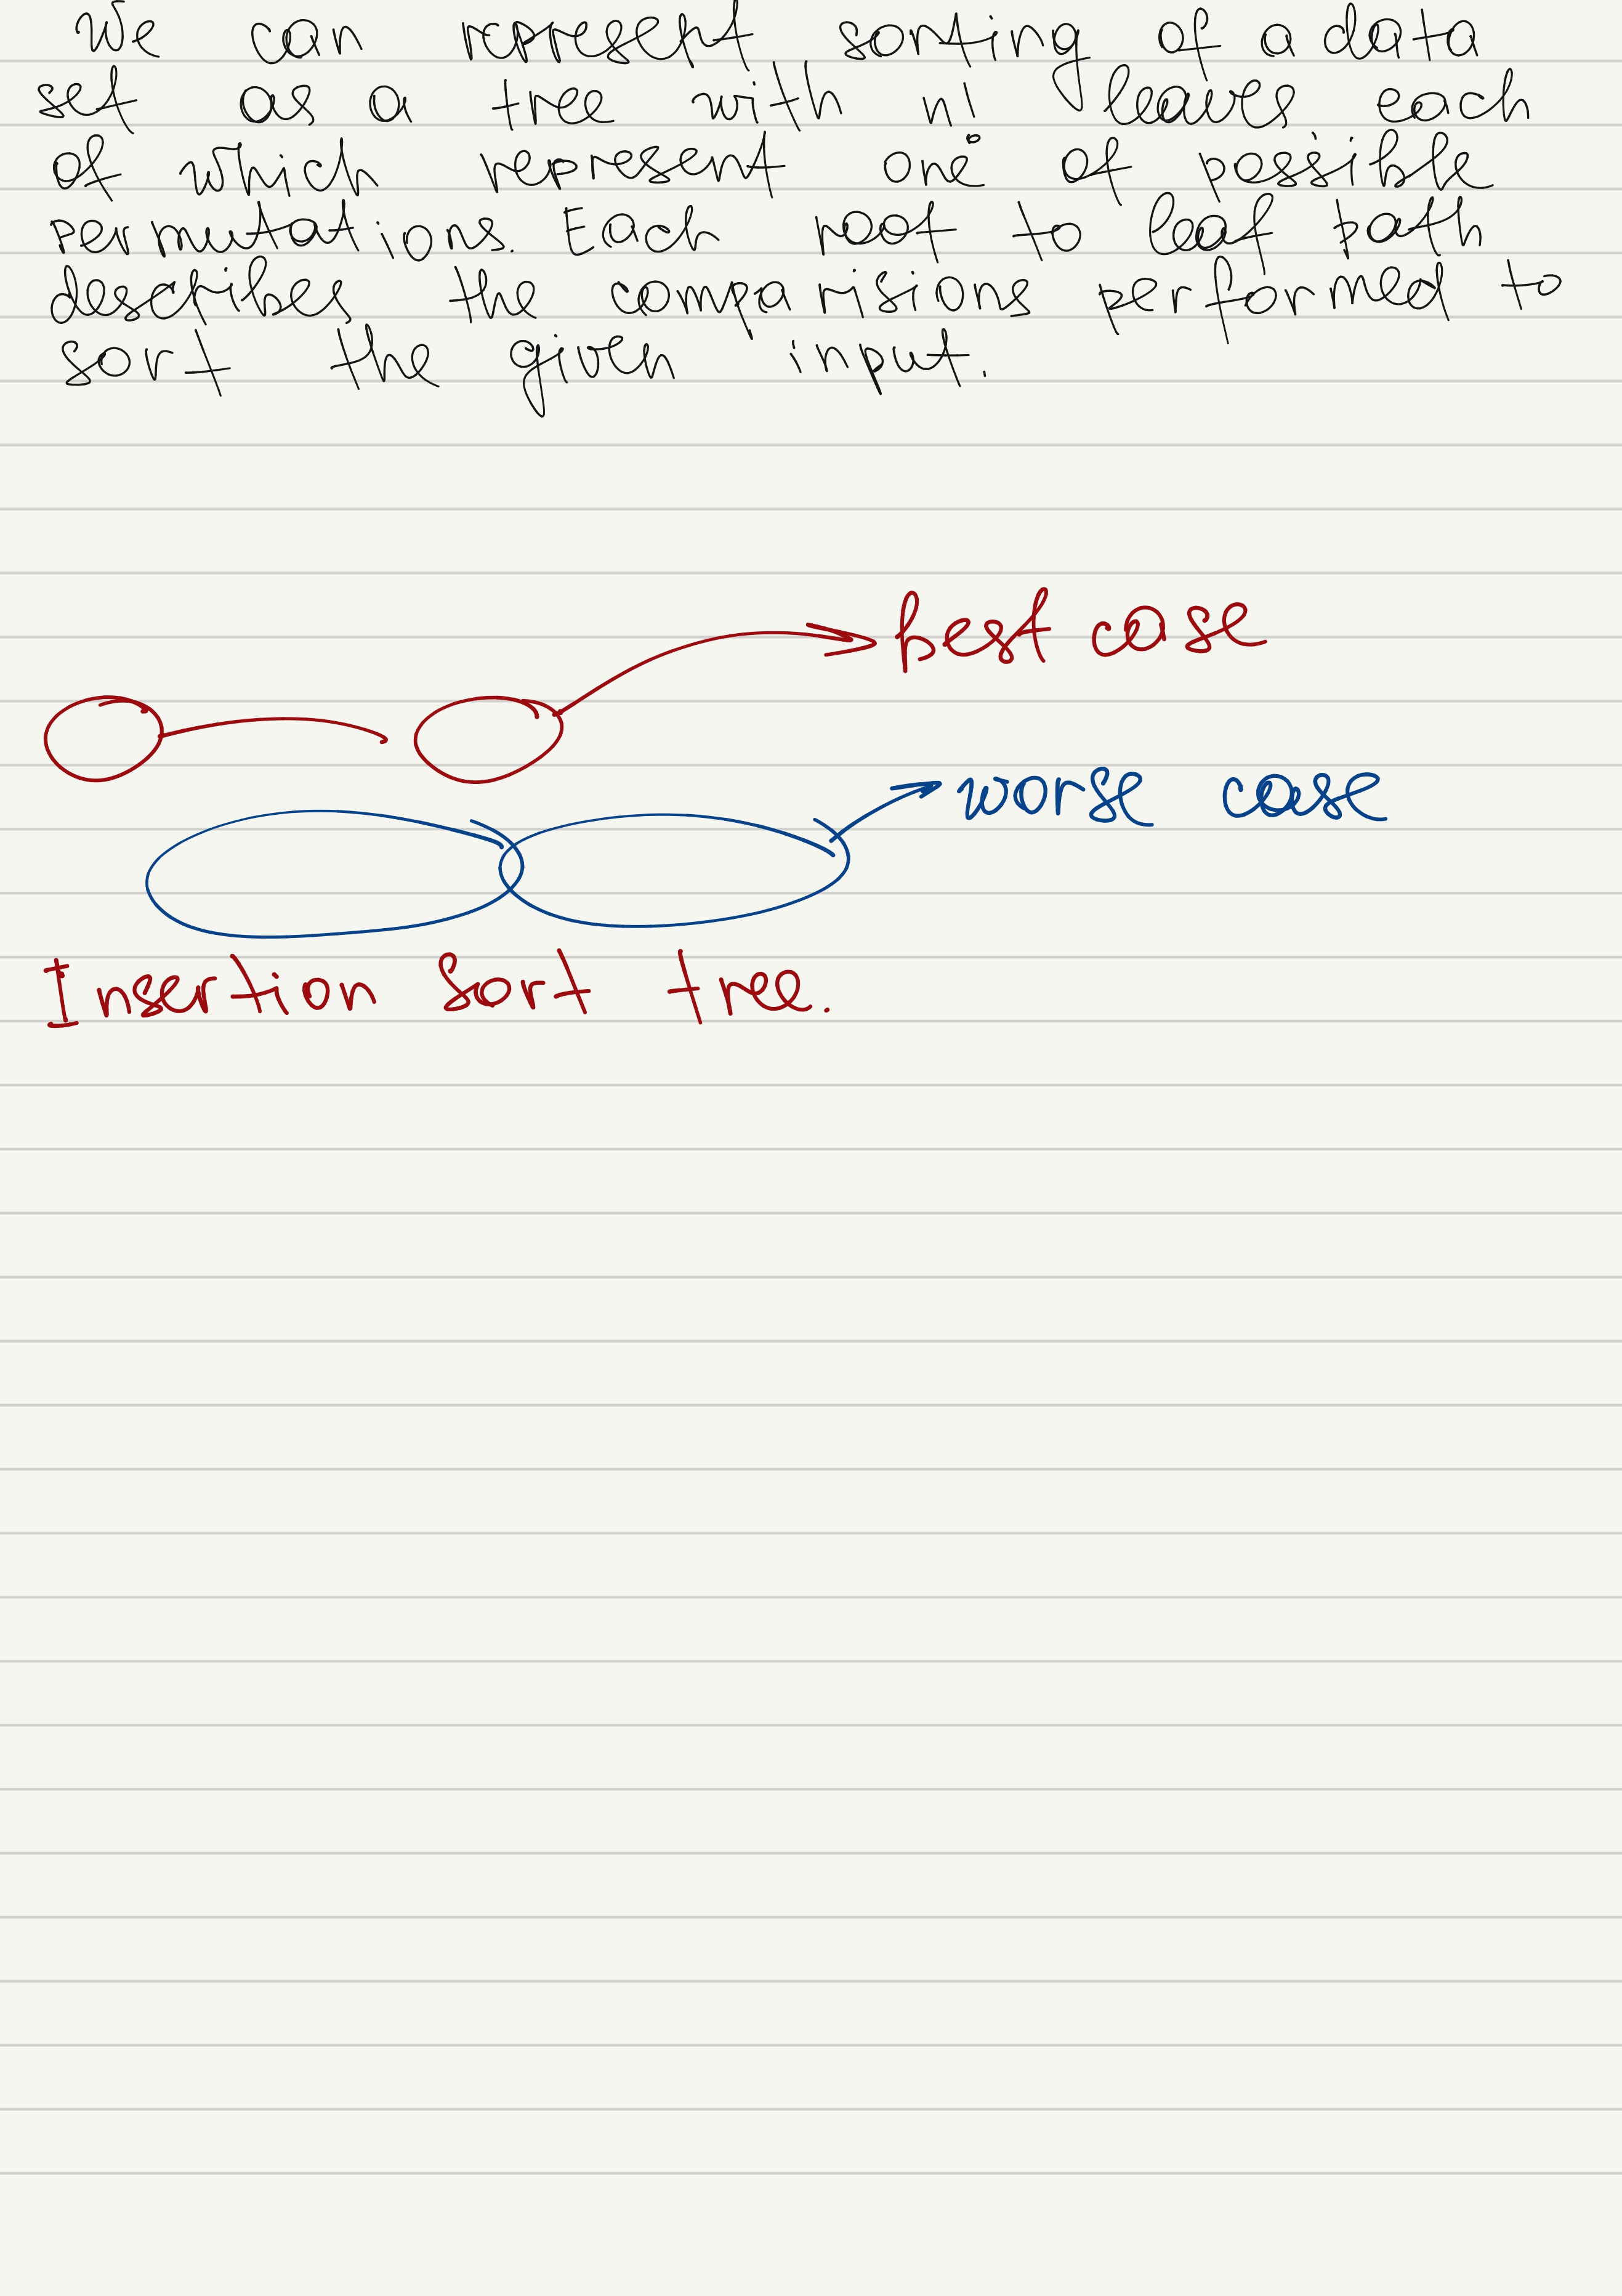 We can represent sorting of a data
set as a tree with n! leaves each
of which represent one of possible
permutations. Each root to leaf path
describes the comparisions performed to
sort the given input.
best case
worse case
Insertion Sort tree.